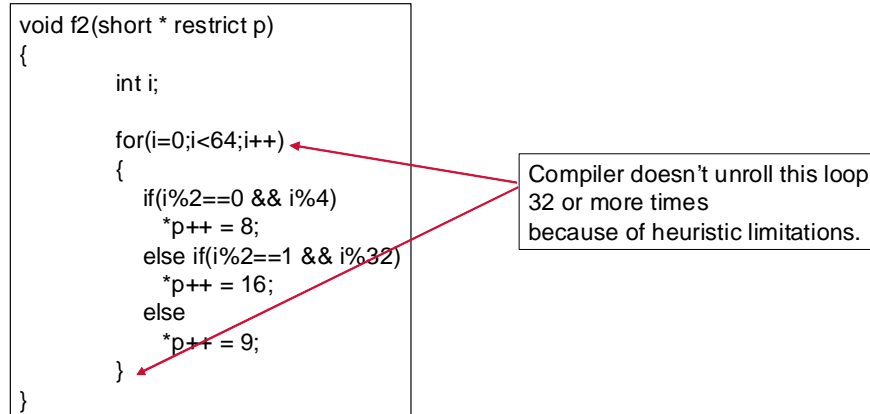 void f2(short * restrict p)
{
int i;
for(i=0;i<64;i++)
{
if(i%2==0 && i%4)
*p++ = 8;
else if(i%2==1 && i%32)
*p++ = 16;
else
*p++ = 9;
}
}
Compiler doesn't unroll this loop
32 or more times
because of heuristic limitations.